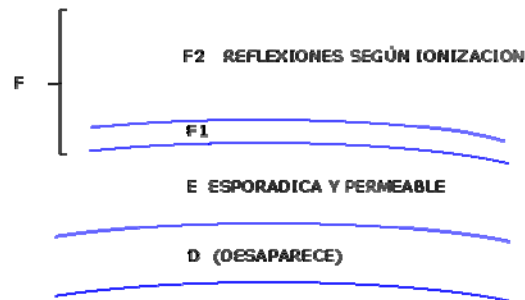 F2 REFLEXIONES SEGÚN IONIZACION
F
F1
E ESPORADICA Y PERMEABLE
D (DESAPARECE)